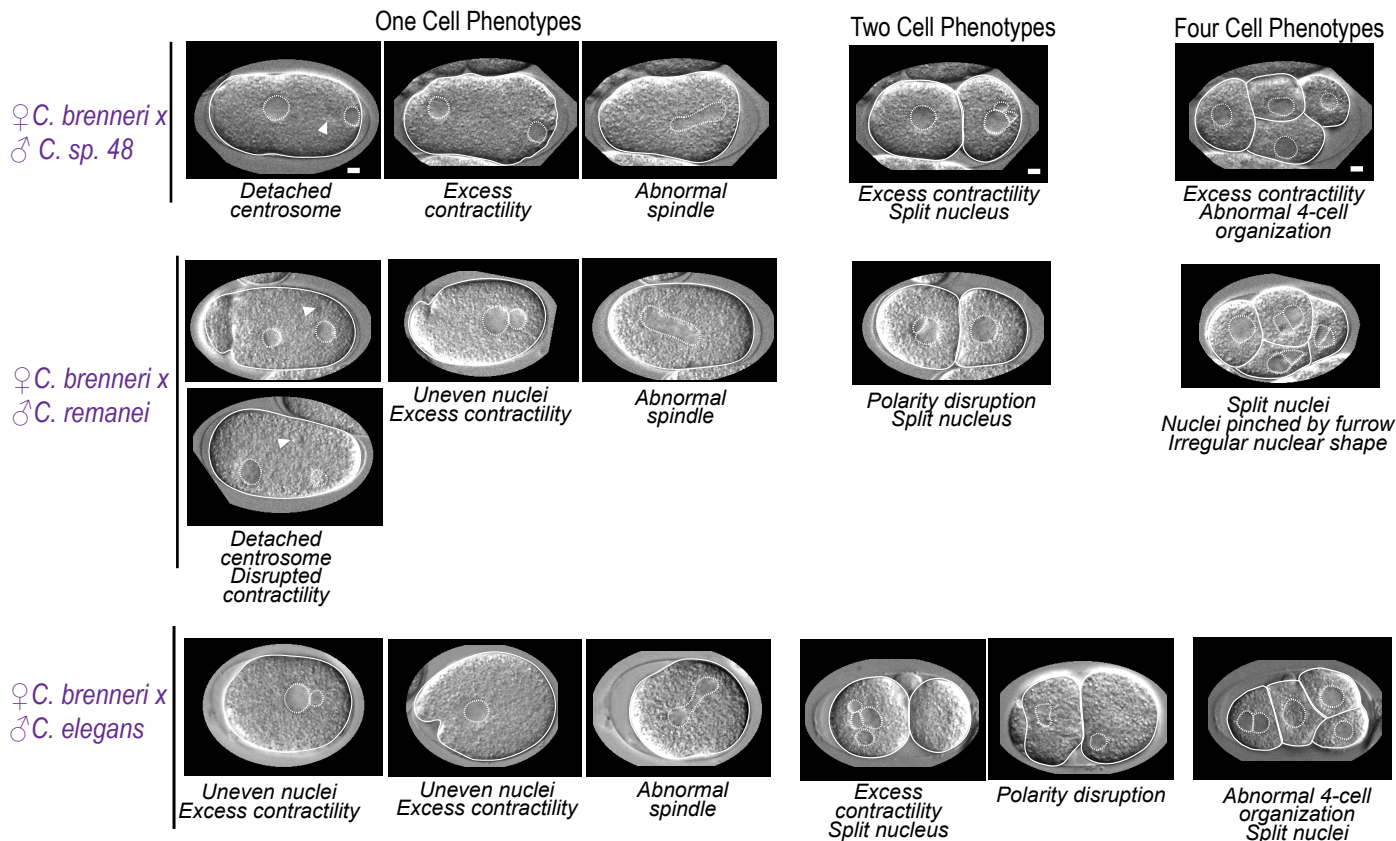 One Cell Phenotypes
Two Cell Phenotypes
Four Cell Phenotypes
♀C. brenneri x
♂ C. sp. 48
Detached
centrosome
Excess
contractility
Abnormal
spindle
Excess contractility
Split nucleus
Excess contractility
Abnormal 4-cell
organization
♀C. brenneri x
♂C. remanei
Detached
centrosome
Disrupted
contractility
Uneven nuclei
Excess contractility
Abnormal
spindle
Polarity disruption
Split nucleus
Split nuclei
Nuclei pinched by furrow
Irregular nuclear shape
♀C. brenneri x
♂C. elegans
Uneven nuclei
Excess contractility
Uneven nuclei
Excess contractility
Abnormal
spindle
Excess
contractility
Split nucleus
Polarity disruption
Abnormal 4-cell
organization
Split nuclei